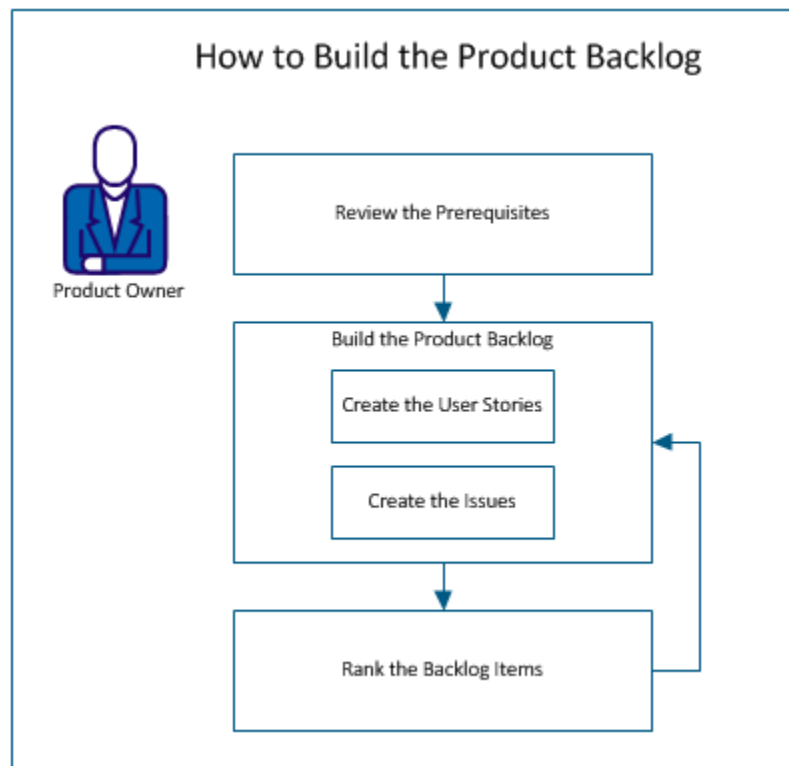 How to Build the Product Backlog
Review the Prerequisites
Product Owner
Build the Product Backlog
Create the User Stories
Create the Issues
Rank the Backlog Items